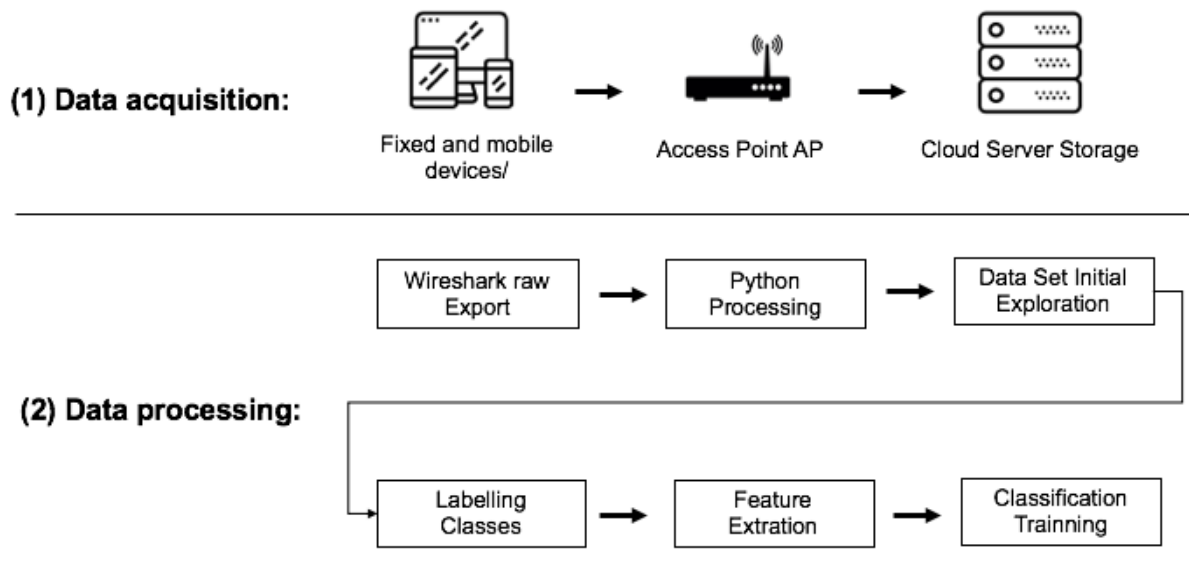 (1) Data acquisition:
Fixed and mobile
devices/
Access Point AP
Cloud Server Storage
(2) Data processing:
Wireshark raw
Export
Python
Processing
Data Set Initial
Exploration
Labelling
Classes
Feature
Extration
Classification
Trainning